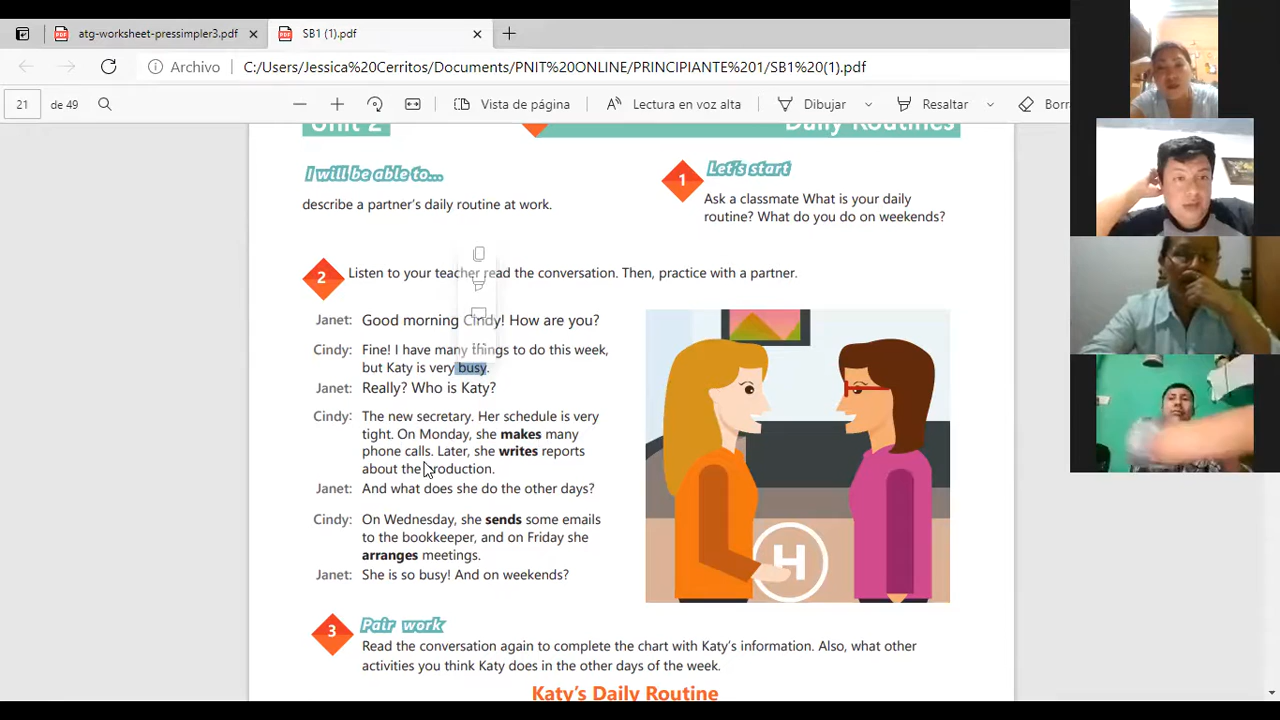 atg-worksheet-pressimpler3.pdf
SB1 (1).pdf
Archivo
C:/Users/Jessica%20Cerritos/Documents/PNIT%20ONLINE/PRINCIPIANTE%201/SB1%20(1).pdf
21 de 49
Vista de página
Lectura en voz alta
Dibujar
Resaltar
Borr
Unit 2
Daily Routines
I will be able to...
describe a partner's daily routine at work.
1
Let's start
Ask a classmate What is your daily
routine? What do you do on weekends?
2
Listen to your teacher read the conversation. Then, practice with a partner.
Janet: Good morning Cindy! How are you?
Cindy: Fine! I have many things to do this week,
but Katy is very busy.
Janet: Really? Who is Katy?
Cindy: The new secretary. Her schedule is very
tight. On Monday, she makes many
phone calls. Later, she writes reports
about the production.
Janet: And what does she do the other days?
Cindy: On Wednesday, she sends some emails
to the bookkeeper, and on Friday she
arranges meetings.
Janet: She is so busy! And on weekends?
H
3
Pair work
Read the conversation again to complete the chart with Katy's information. Also, what other
activities you think Katy does in the other days of the week.
Katy's Daily Routine